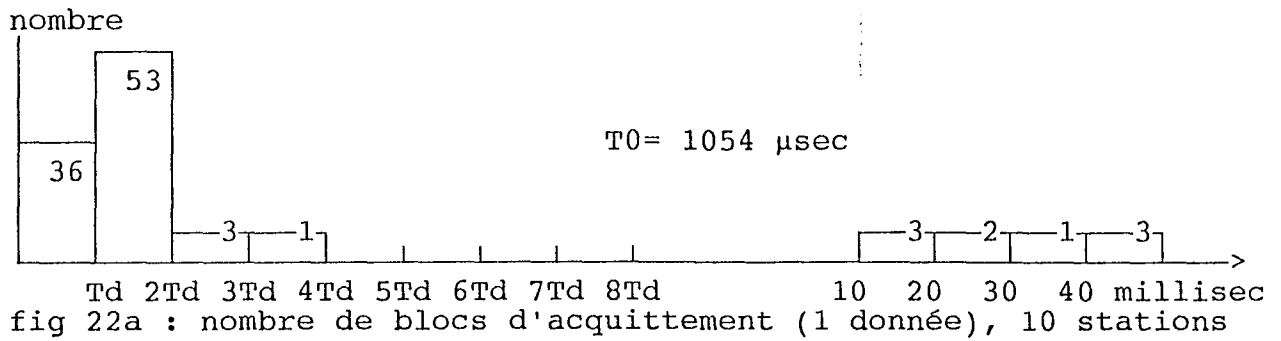 nombre
53
T0= 1054 µsec
36
3 1 3 2 1 3
Td 2Td 3Td 4Td 5Td 6Td 7Td 8Td 10 20 30 40 millisec
fig 22a : nombre de blocs d'acquittement (1 donnée), 10 stations